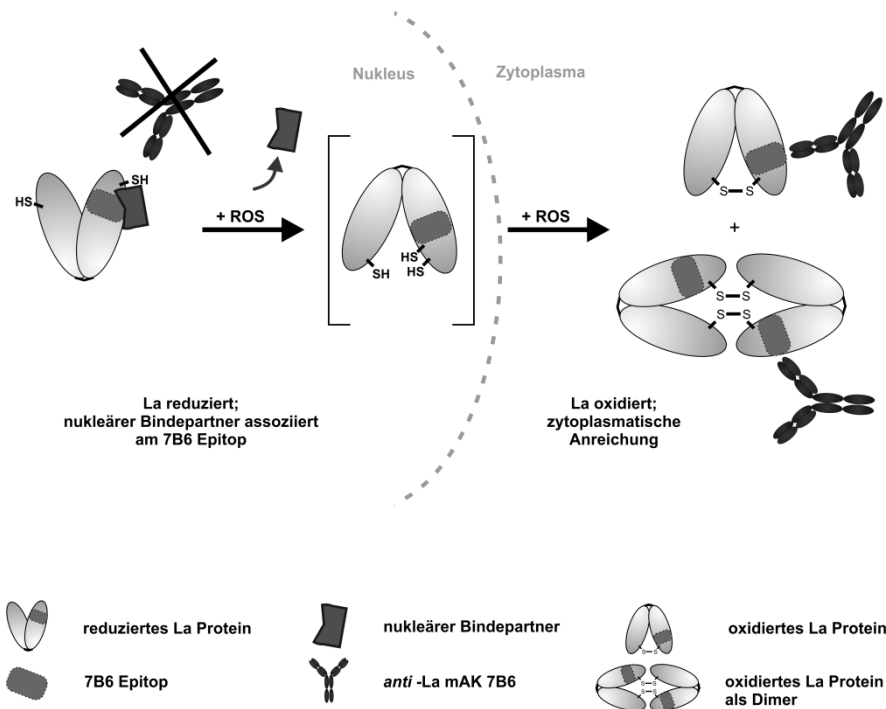 Nukleus
Zytoplasma
SH
HS
+ ROS
SH
HS
HS
+ ROS
S S
+
S S
S S
La reduziert;
nukleärer Bindepartner assoziiert
am 7B6 Epitop
La oxidiert;
zytoplasmatische
Anreichung
reduziertes La Protein
nukleärer Bindepartner
S S
oxidiertes La Protein
7B6 Epitop
anti -La mAK 7B6
S S
S S
oxidiertes La Protein
als Dimer